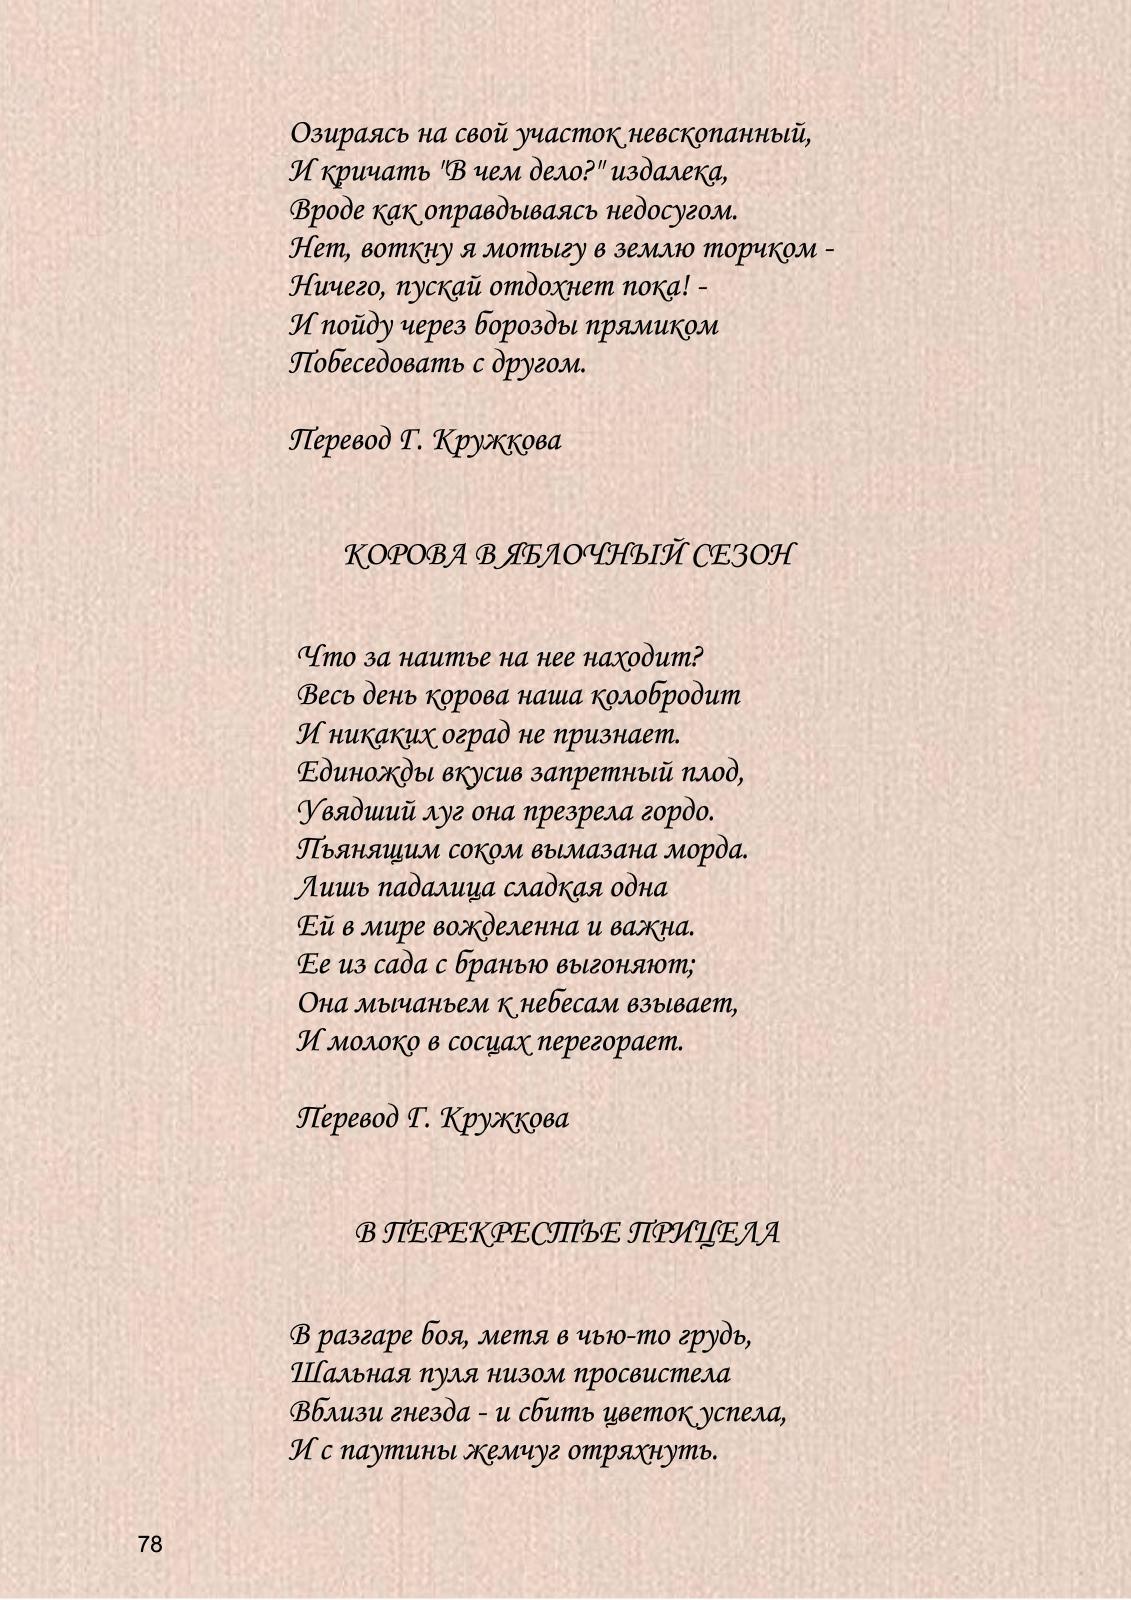 Озираясь на свой участок невскопанный,
И кричать "В чем дело?" издалека,
Вроде как оправдываясь недосугом.
Нет, воткну я мотыгу в землю торчком -
Ничего, пускай отдохнет пока! -
И пойду через борозды прямиком
Побеседовать с другом.
Перевод Г. Кружкова
КОРОВА В ЯБЛОЧНЫЙ СЕЗОН
Что за наитье на нее находит?
Весь день корова наша колобродит
И никаких оград не признает.
Единожды вкусив запретный плод,
Увядший луг она презрела гордо.
Пьянящим соком вымазана морда.
Лишь падалица сладкая одна
Ей в мире вожделенна и важна.
Ее из сада с бранью выгоняют;
Она мычаньем к небесам взывает,
И молоко в сосцах перегорает.
Перевод Г. Кружкова
В ПЕРЕКРЕСТЬЕ ПРИЦЕЛА
В разгаре боя, метя в чью-то грудь,
Шальная пуля низом просвистела
Вблизи гнезда - и сбить цветок успела,
И с паутины жемчуг отряхнуть.
78